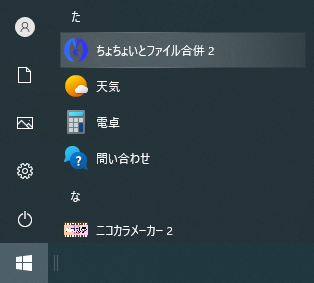 た
ちょちょいとファイル合併 2
天気
電卓
問い合わせ
な
ニコカラメーカー 2